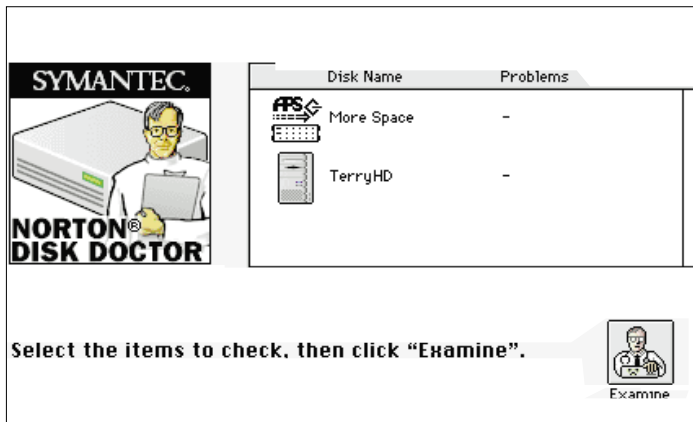 SYMANTEC.
NORTON®
DISK DOCTOR
Disk Name Problems
APS
More Space -
TerryHD -
Select the items to check, then click “Examine”.
Examine